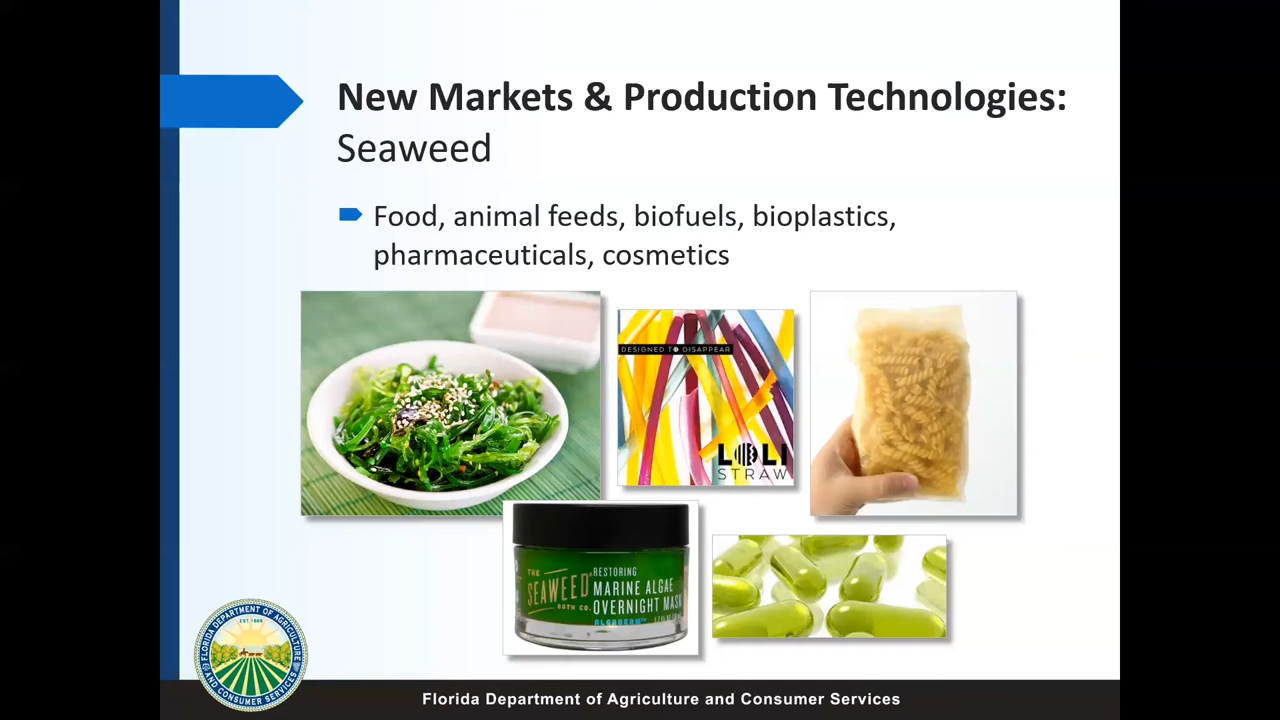 New Markets & Production Technologies:
Seaweed
Food, animal feeds, biofuels, bioplastics,
pharmaceuticals, cosmetics
DESIGNED TO DISAPPEAR
LOLI
STRAW
THE
SEAWEED
BATH CO.
RESTORING
MARINE ALGAE
OVERNIGHT MASK
FLORIDA DEPARTMENT OF AGRICULTURE
AND CONSUMER SERVICES
EST 1868
Florida Department of Agriculture and Consumer Services